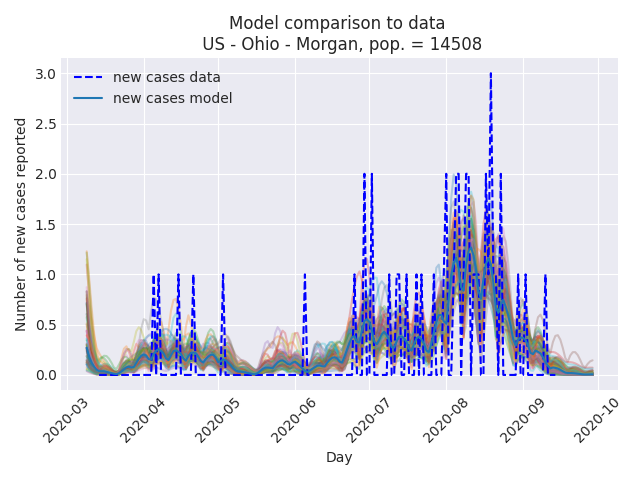 Model comparison to data
US - Ohio - Morgan, pop. = 14508
new cases data
new cases model
Number of new cases reported
3.0
2.5
2.0
1.5
1.0
0.5
0.0
2020-03
2020-04
2020-05
2020-06
2020-07
2020-08
2020-09
2020-10
Day